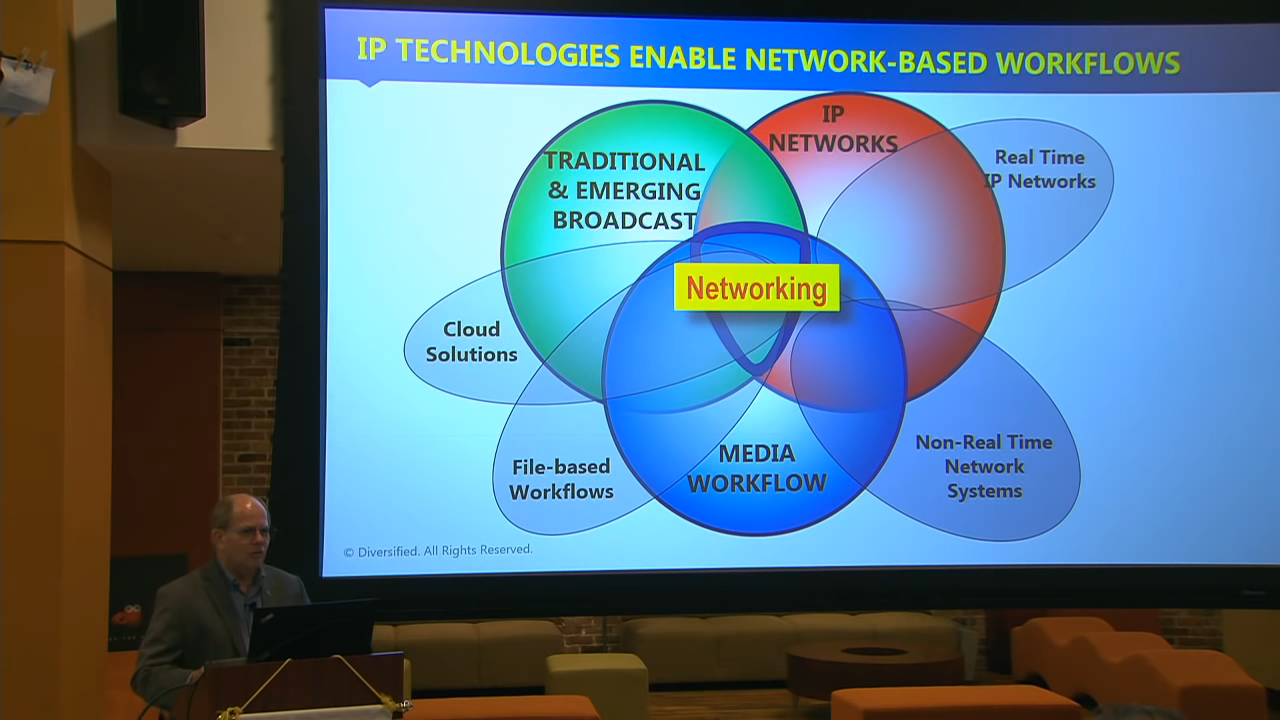 IP TECHNOLOGIES ENABLE NETWORK-BASED WORKFLOWS
IP
NETWORKS
TRADITIONAL
& EMERGING
BROADCAST
Real Time
IP Networks
Networking
Cloud
Solutions
File-based
Workflows
MEDIA
WORKFLOW
Non-Real Time
Network
Systems
© Diversified. All Rights Reserved.